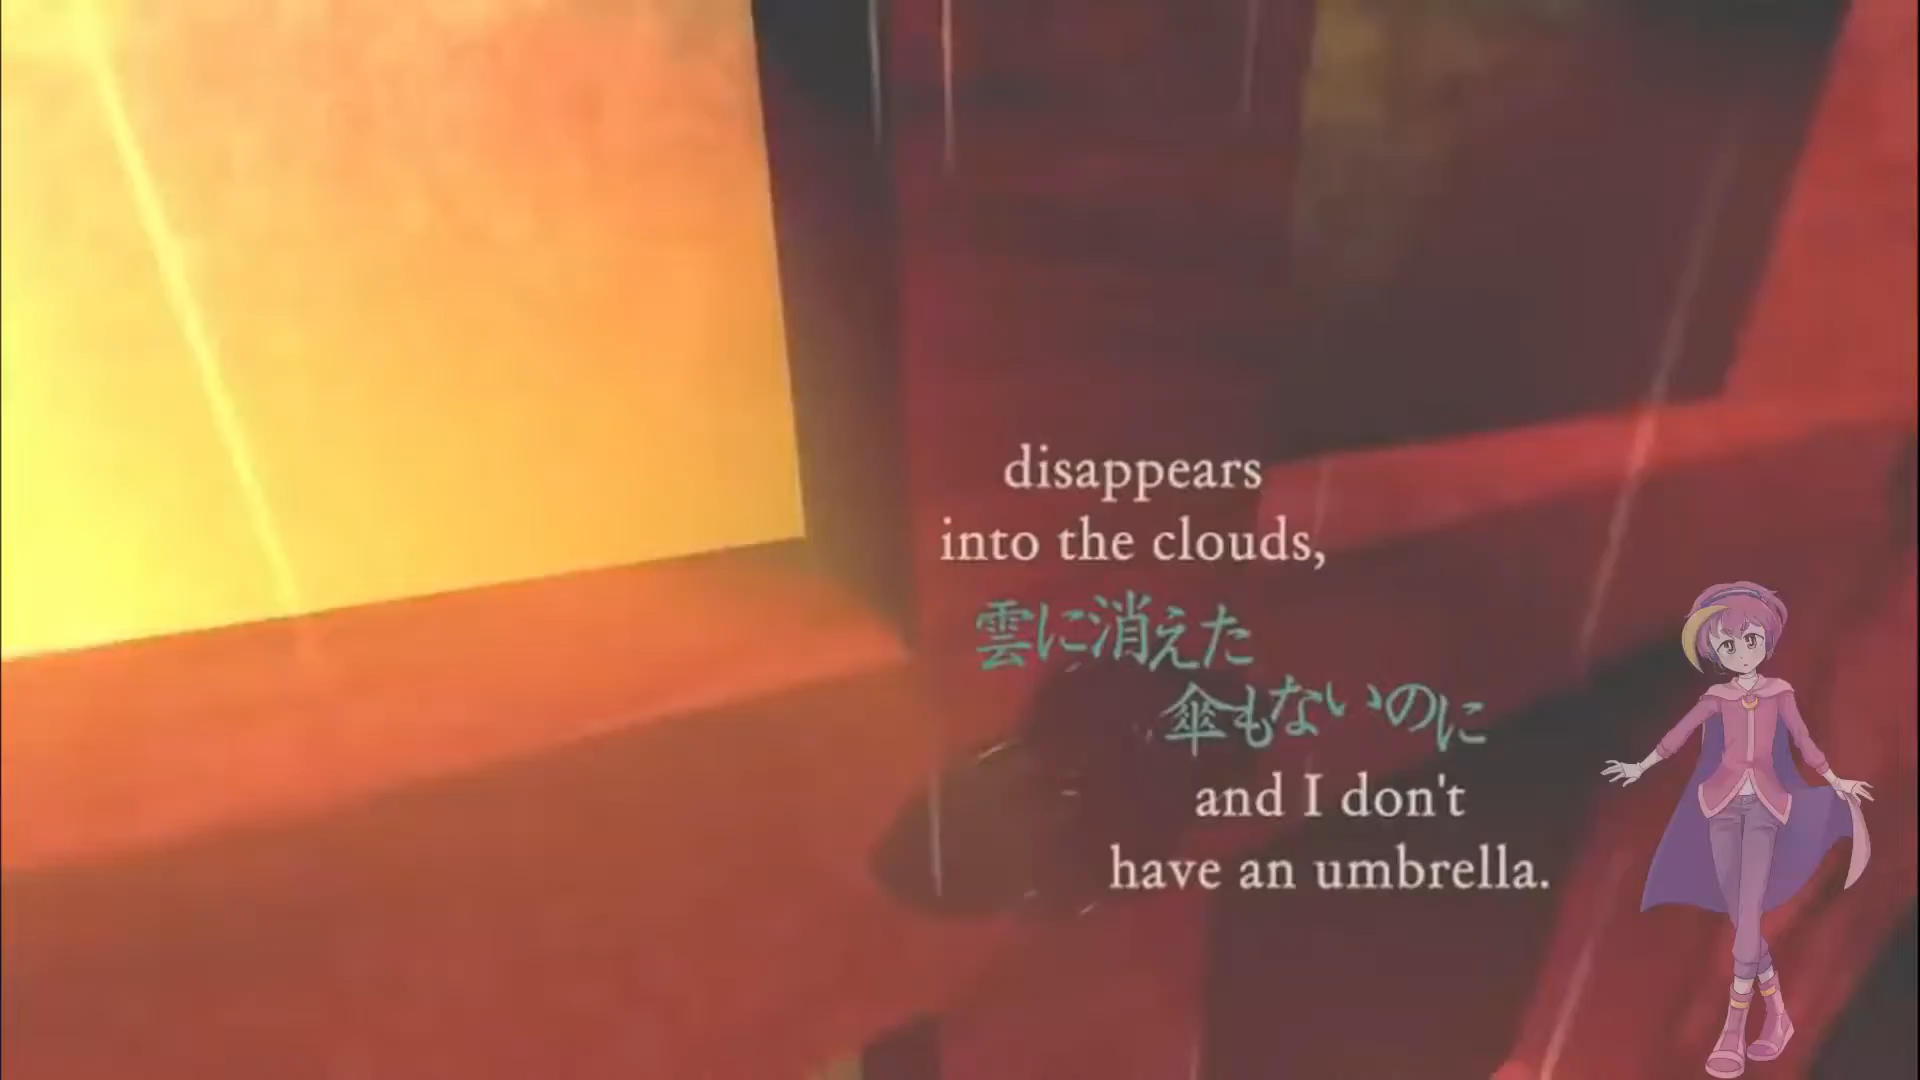 disappears
into the clouds,
雲に消えた
傘もないのに
and I don't
have an umbrella.